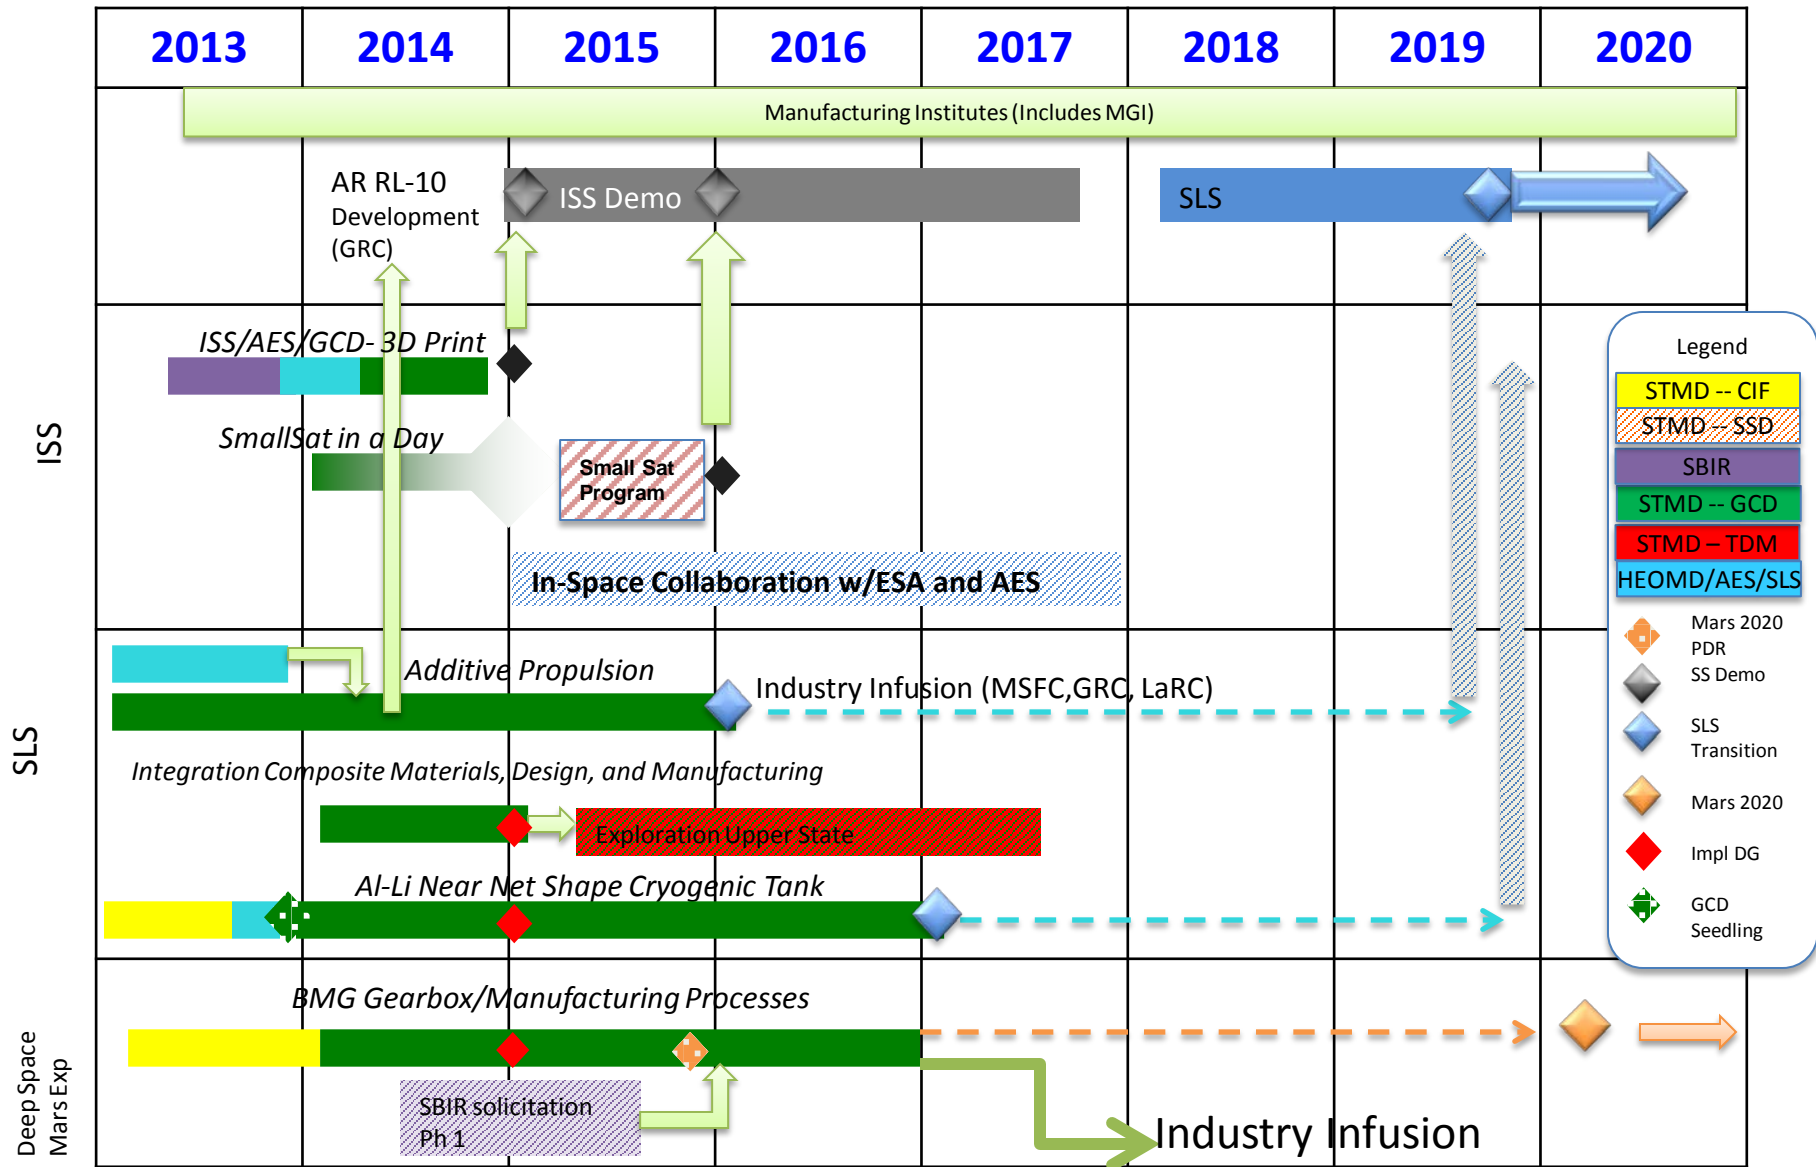 2013 2014 2015 2016 2017 2018 2019 2020
Manufacturing Institutes (Includes MGI)
AR RL-10
Development
(GRC)
ISS Demo
SLS
ISS
ISS/AES/GCD- 3D Print
SmallSat in a Day
Small Sat
Program
In-Space Collaboration w/ESA and AES
SLS
Additive Propulsion
Industry Infusion (MSFC,GRC, LaRC)
Integration Composite Materials, Design, and Manufacturing
Exploration Upper State
Al-Li Near Net Shape Cryogenic Tank
Deep Space
Mars Exp
BMG Gearbox/Manufacturing Processes
SBIR solicitation
Ph 1
Industry Infusion
Legend
STMD -- CIF
STMD -- SSD
SBIR
STMD -- GCD
STMD – TDM
HEOMD/AES/SLS
Mars 2020
PDR
SS Demo
SLS
Transition
Mars 2020
Impl DG
GCD
Seedling